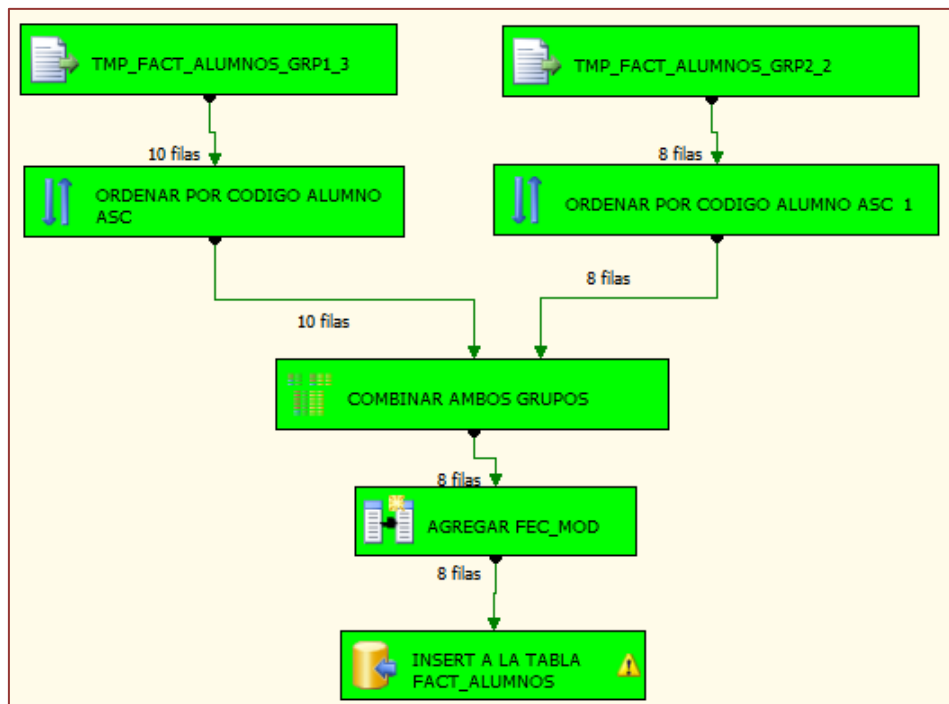 TMP_FACT_ALUMNOS_GRP1_3
TMP_FACT_ALUMNOS_GRP2_2
10 filas
8 filas
ORDENAR POR CODIGO ALUMNO
ASC
ORDENAR POR CODIGO ALUMNO ASC 1
8 filas
10 filas
COMBINAR AMBOS GRUPOS
8 filas
AGREGAR FEC_MOD
8 filas
INSERT A LA TABLA
FACT_ALUMNOS